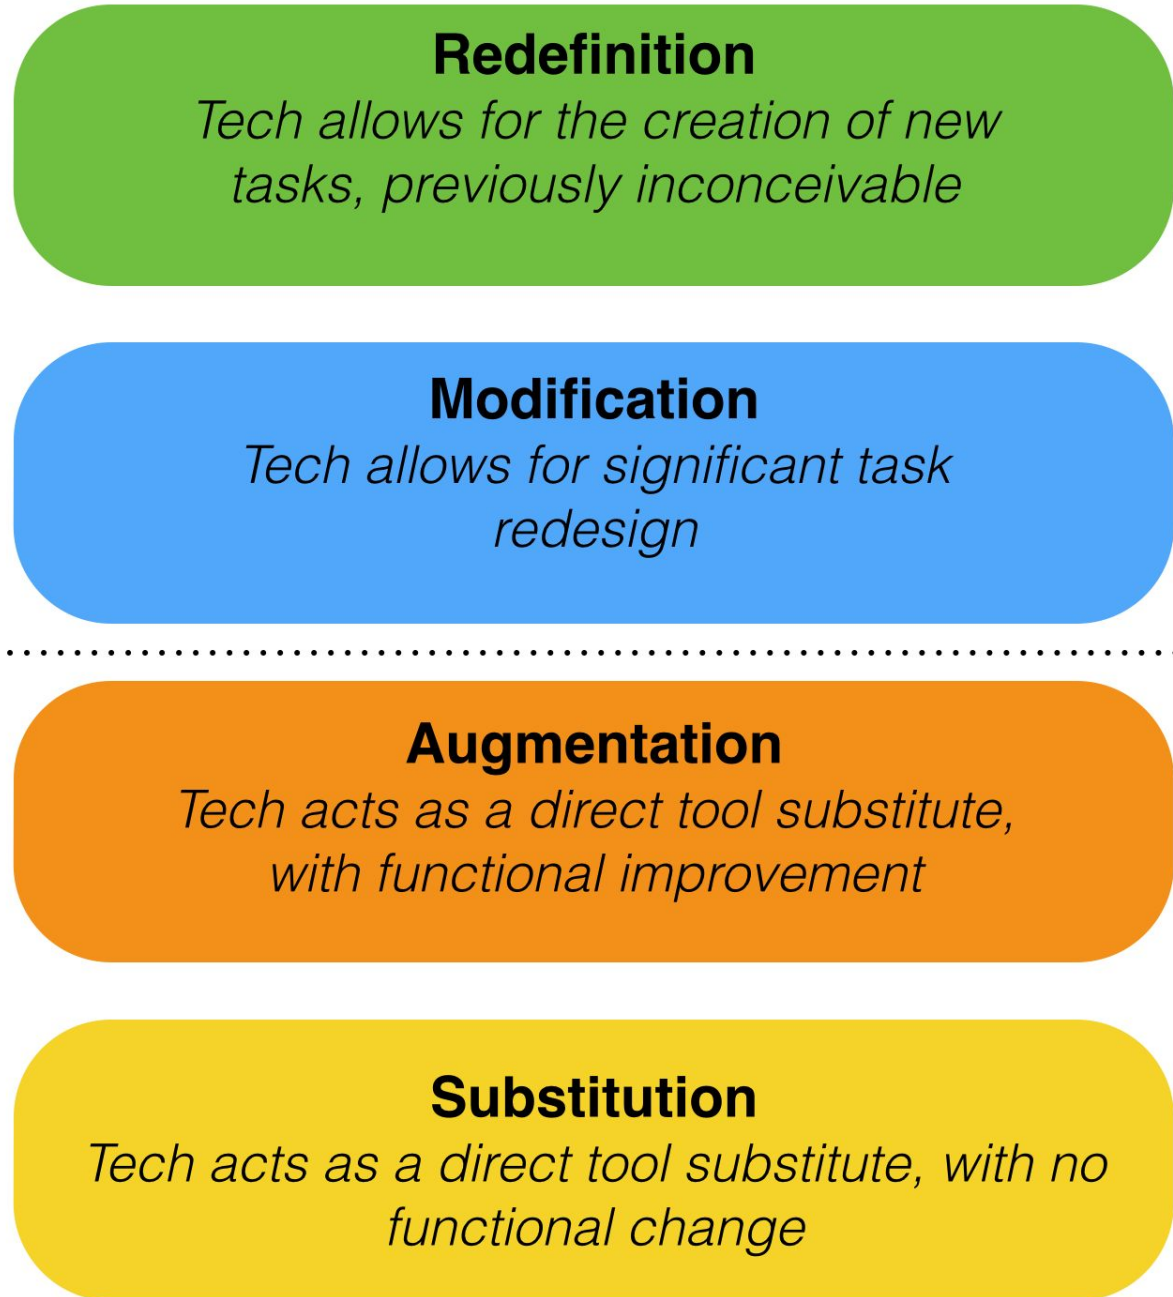 Redefinition
Tech allows for the creation of new
tasks, previously inconceivable
Modification
Tech allows for significant task
redesign
Augmentation
Tech acts as a direct tool substitute,
with functional improvement
Substitution
Tech acts as a direct tool substitute, with no
functional change